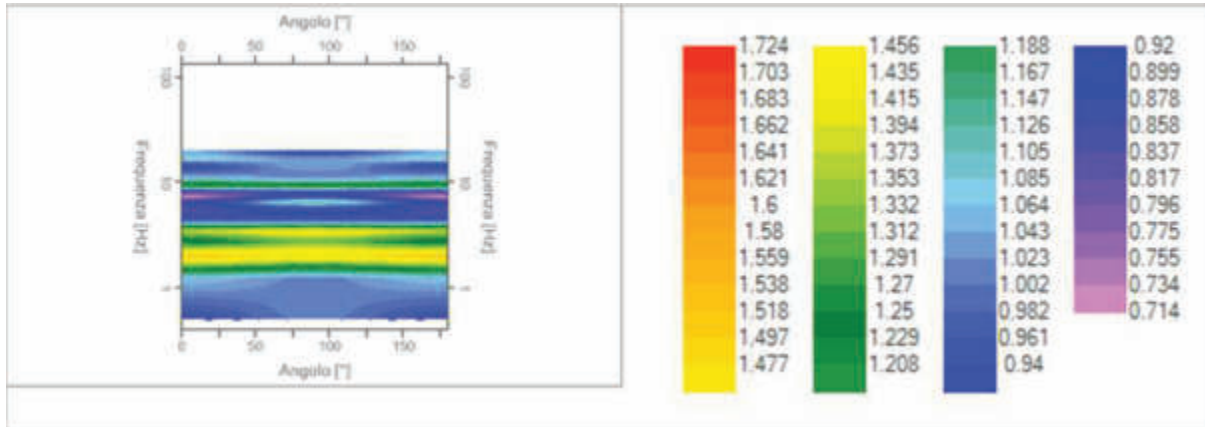 Angolo [°]
0 50 100 150
100 100
10 10
1 1
Frequenza [Hz]
Frequenza [Hz]
0 50 100 150
Angolo [°]
1.724 1.456 1.188 0.92
1.703 1.435 1.167 0.899
1.683 1.415 1.147 0.878
1.662 1.394 1.126 0.858
1.641 1.373 1.105 0.837
1.621 1.353 1.085 0.817
1.6 1.332 1.064 0.796
1.58 1.312 1.043 0.775
1.559 1.291 1.023 0.755
1.538 1.27 1.002 0.734
1.518 1.25 0.982 0.714
1.497 1.229 0.961
1.477 1.208 0.94